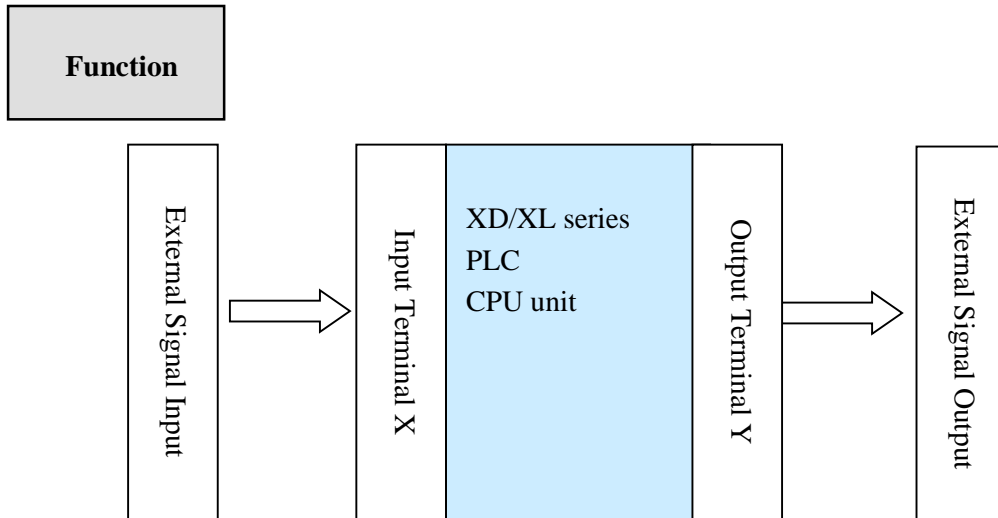 Function
External Signal Input
Input Terminal X
XD/XL series
PLC
CPU unit
Output Terminal Y
External Signal Output